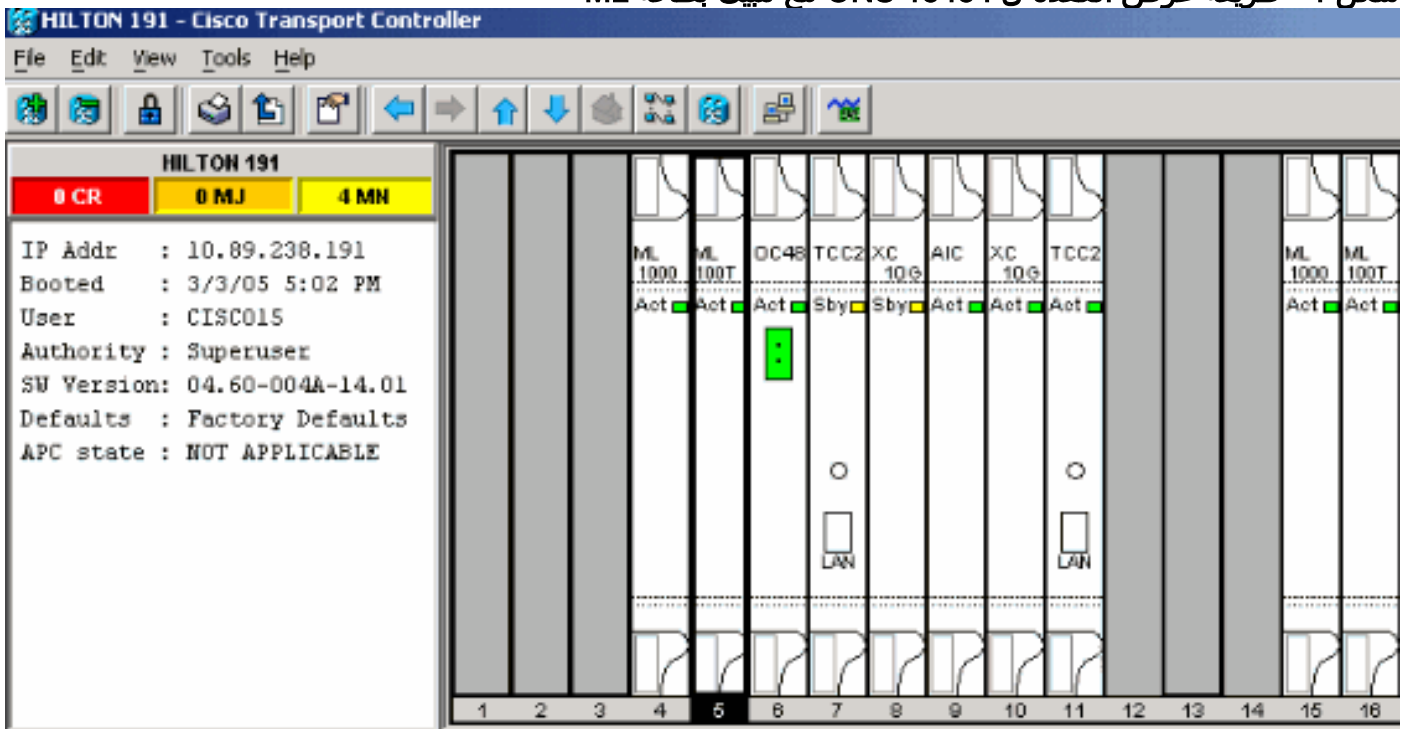 HILTON 191 - Cisco Transport Controller
File Edit View Tools Help
HILTON 191
0 CR 0 MJ 4 MN
IP Addr : 10.89.238.191
Booted : 3/3/05 5:02 PM
User : CISCO15
Authority : Superuser
SW Version: 04.60-004A-14.01
Defaults : Factory Defaults
APC state : NOT APPLICABLE
ML 1000 ML 100T OC48 TCC2 XC 10G AIC XC 10G TCC2 ML 1000 ML 100T
Act Act Act Sby Sby Act Act Act Act Act
LAN LAN
1 2 3 4 5 6 7 8 9 10 11 12 13 14 15 16